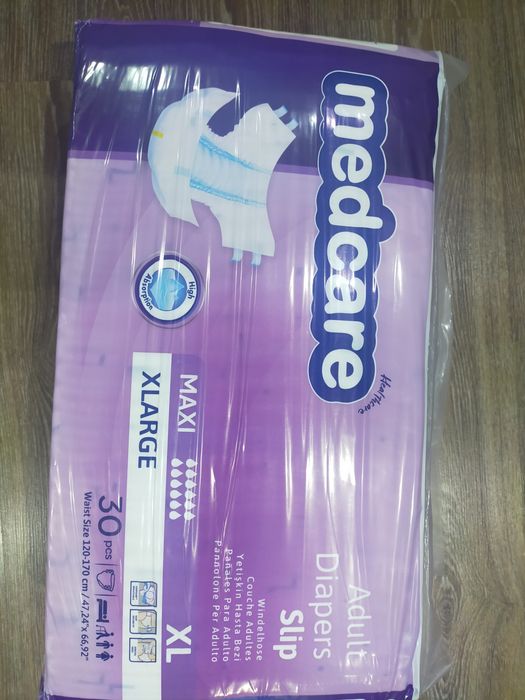 medcare
Healthcare
Adult
Diapers
Slip
Windelhose
Couche Adultes
Yetişkin Hasta Bezi
Pañales Para Adulto
Pannolone Per Adulto
High
Absorption
MAXI
XLARGE
XL
30 pcs
Waist Size 120-170 cm / 47,24"x 66.92"